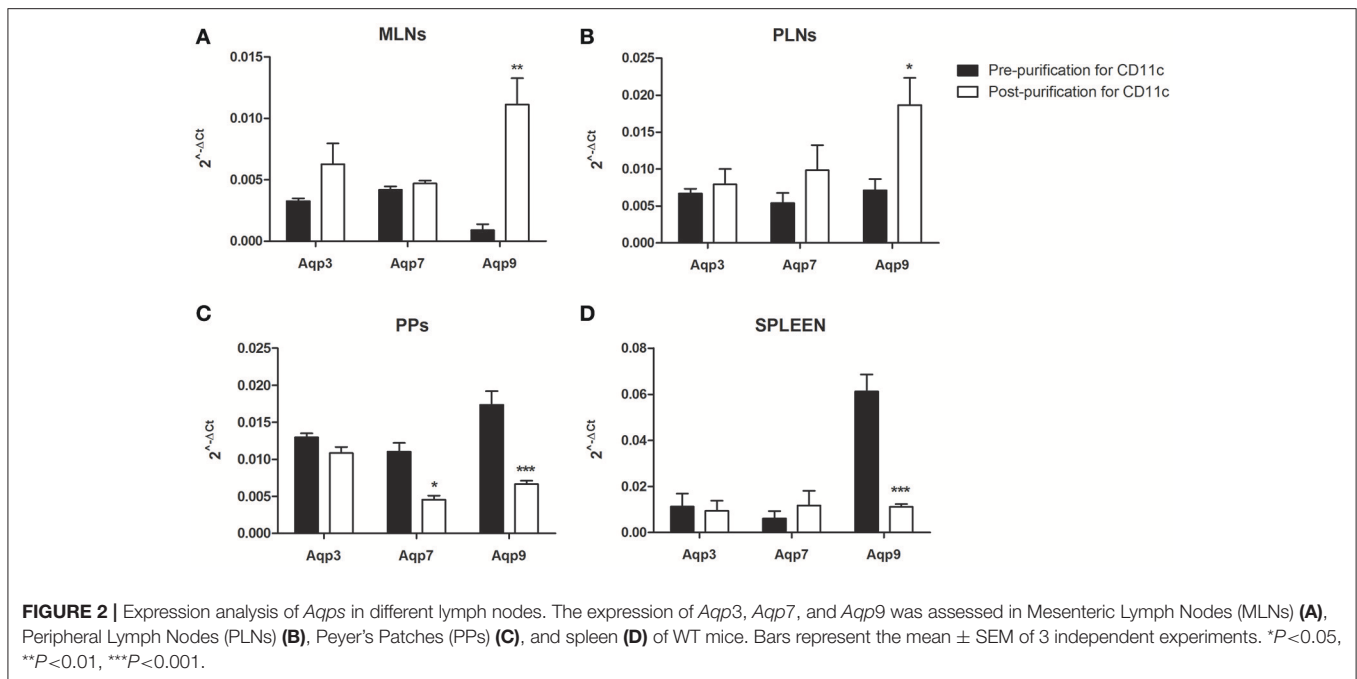 A
MLNs
0.015
0.010
0.005
0.000
2^-ΔCt
**
Aqp3 Aqp7 Aqp9
B
PLNs
0.025
0.020
0.015
0.010
0.005
0.000
2^-ΔCt
*
Aqp3 Aqp7 Aqp9
Pre-purification for CD11c
Post-purification for CD11c
C
PPs
0.025
0.020
0.015
0.010
0.005
0.000
2^-ΔCt
*
***
Aqp3 Aqp7 Aqp9
D
SPLEEN
0.08
0.06
0.04
0.02
0.00
2^-ΔCt
***
Aqp3 Aqp7 Aqp9
FIGURE 2 | Expression analysis of Aqps in different lymph nodes. The expression of Aqp3, Aqp7, and Aqp9 was assessed in Mesenteric Lymph Nodes (MLNs) (A),
Peripheral Lymph Nodes (PLNs) (B), Peyer's Patches (PPs) (C), and spleen (D) of WT mice. Bars represent the mean ± SEM of 3 independent experiments. *P<0.05,
**P<0.01, ***P<0.001.